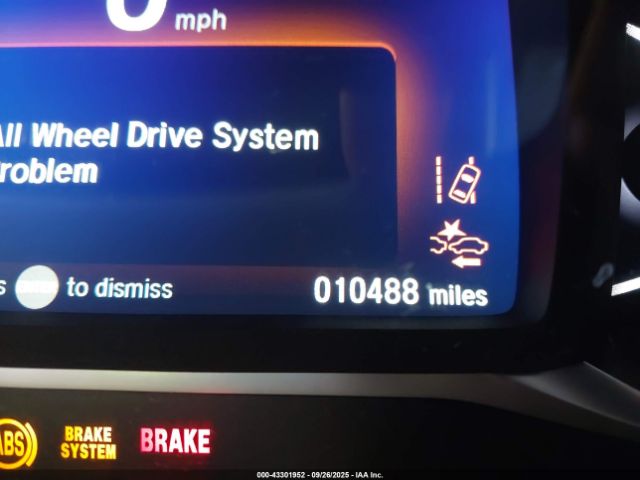 mph
All Wheel Drive System
Problem
to dismiss
010488 miles
ABS
BRAKE
SYSTEM
BRAKE
000-43301952 | 09/26/2025 | IAA Inc.